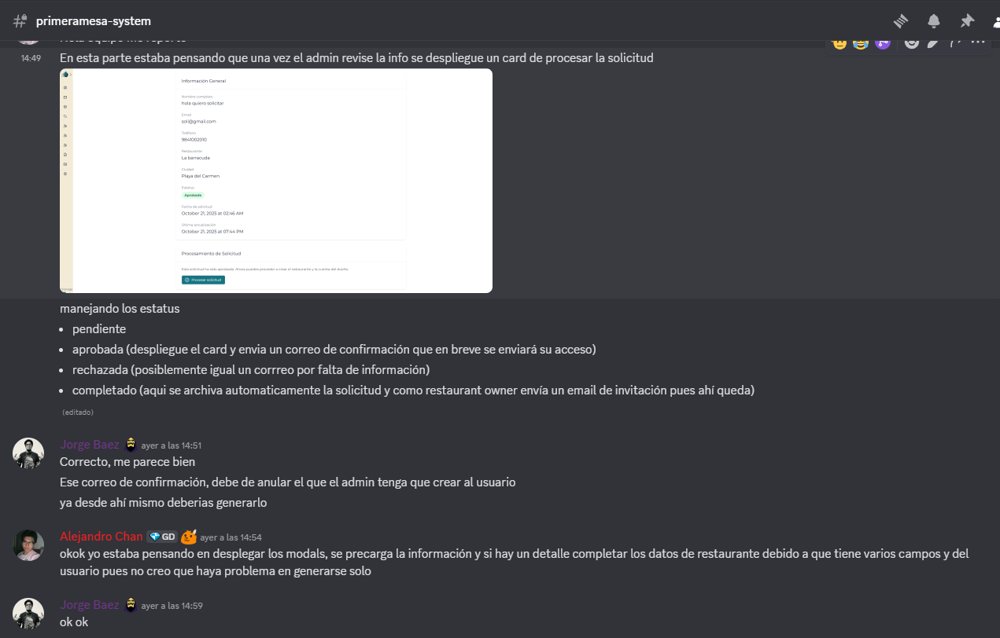 primeramesa-system
14:49
En esta parte estaba pensando que una vez el admin revise la info se despliegue un card de procesar la solicitud
Información General
Nombre completo
hola quiero solicitar
Email
soli@gmail.com
Teléfono
9841002010
Restaurante
La barracuda
Ciudad
Playa del Carmen
Estatus
Aprobada
Fecha de solicitud
October 21, 2025 at 02:46 AM
Última actualización
October 21, 2025 at 07:44 PM
Procesamiento de Solicitud
Esta solicitud ha sido aprobada. Ahora puedes proceder a crear el restaurante y la cuenta del dueño.
Procesar solicitud
manejando los estatus
• pendiente
• aprobada (despliegue el card y envia un correo de confirmación que en breve se enviará su acceso)
• rechazada (posiblemente igual un corrreo por falta de información)
• completado (aqui se archiva automaticamente la solicitud y como restaurant owner envía un email de invitación pues ahí queda)
(editado)
Jorge Baez ayer a las 14:51
Correcto, me parece bien
Ese correo de confirmación, debe de anular el que el admin tenga que crear al usuario
ya desde ahí mismo deberias generarlo
Alejandro Chan GD ayer a las 14:54
okok yo estaba pensando en desplegar los modals, se precarga la información y si hay un detalle completar los datos de restaurante debido a que tiene varios campos y del
usuario pues no creo que haya problema en generarse solo
Jorge Baez ayer a las 14:59
ok ok